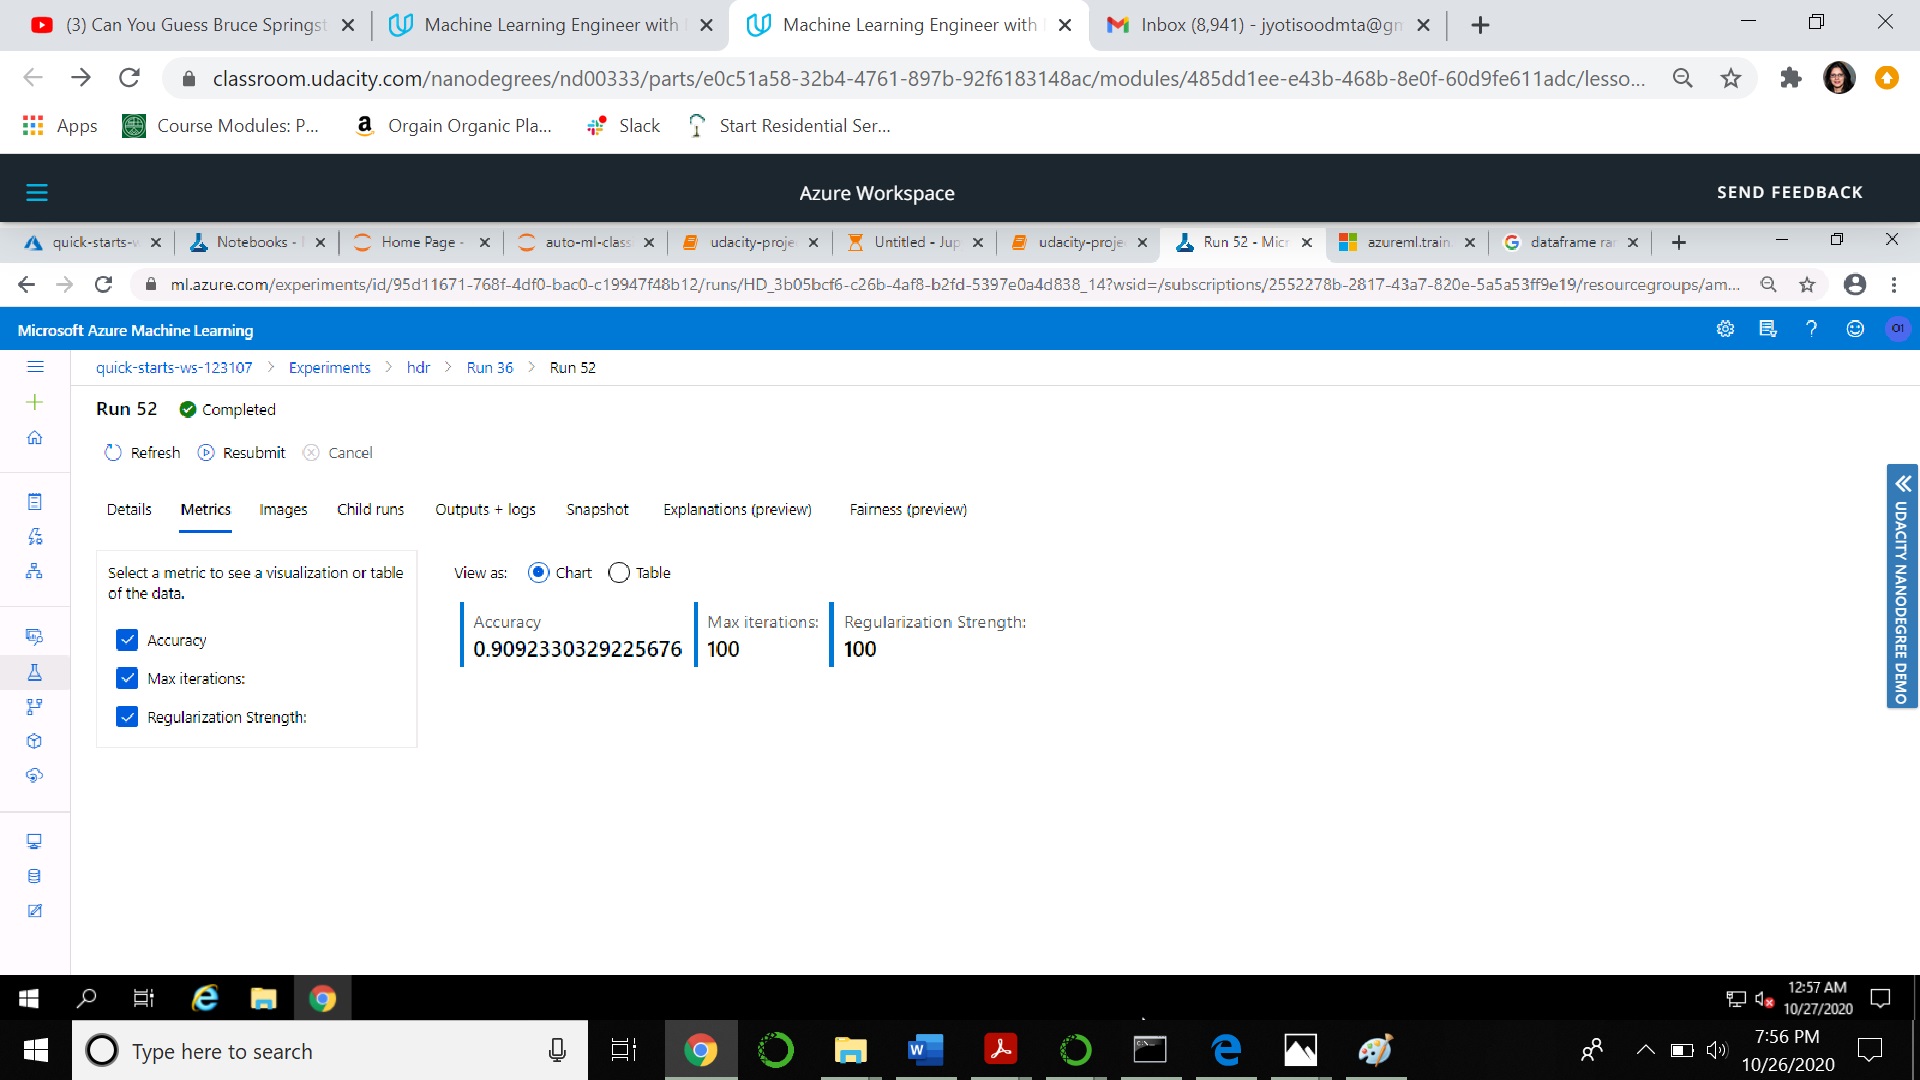 (3) Can You Guess Bruce Springst
Machine Learning Engineer with
Machine Learning Engineer with
Inbox (8,941) - jyotisoodmta@gm
classroom.udacity.com/nanodegrees/nd00333/parts/e0c51a58-32b4-4761-897b-92f6183148ac/modules/485dd1ee-e43b-468b-8e0f-60d9fe611adc/lesso...
Apps
Course Modules: P...
Orgain Organic Pla...
Slack
Start Residential Ser...
Azure Workspace
SEND FEEDBACK
quick-starts-w
Notebooks -
Home Page -
auto-ml-class
udacity-proje
Untitled - Jup
udacity-proje
Run 52 - Micr
azureml.train.
dataframe ran
ml.azure.com/experiments/id/95d11671-768f-4df0-bac0-c19947f48b12/runs/HD_3b05bcf6-c26b-4af8-b2fd-5397e0a4d838_14?wsid=/subscriptions/2552278b-2817-43a7-820e-5a5a53ff9e19/resourcegroups/am...
Microsoft Azure Machine Learning
O1
quick-starts-ws-123107 > Experiments > hdr > Run 36 > Run 52
Run 52 Completed
Refresh Resubmit Cancel
Details Metrics Images Child runs Outputs + logs Snapshot Explanations (preview) Fairness (preview)
Select a metric to see a visualization or table
of the data.
Accuracy
Max iterations:
Regularization Strength:
View as: Chart Table
Accuracy
0.9092330329225676
Max iterations:
100
Regularization Strength:
100
UDACITY NANODEGREE DEMO
12:57 AM
10/27/2020
Type here to search
7:56 PM
10/26/2020